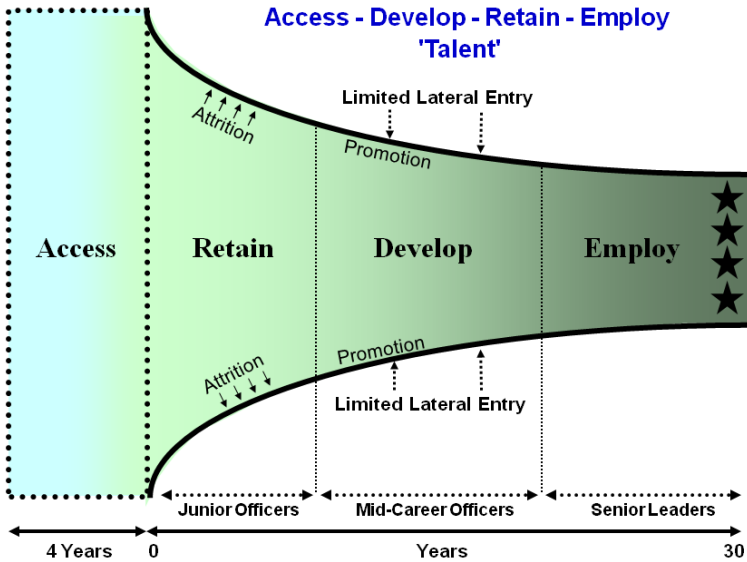 Access - Develop - Retain - Employ
'Talent'
Limited Lateral Entry
Attrition
Promotion
Access
Retain
Develop
Employ
Attrition
Promotion
Limited Lateral Entry
Junior Officers
Mid-Career Officers
Senior Leaders
4 Years
0
Years
30